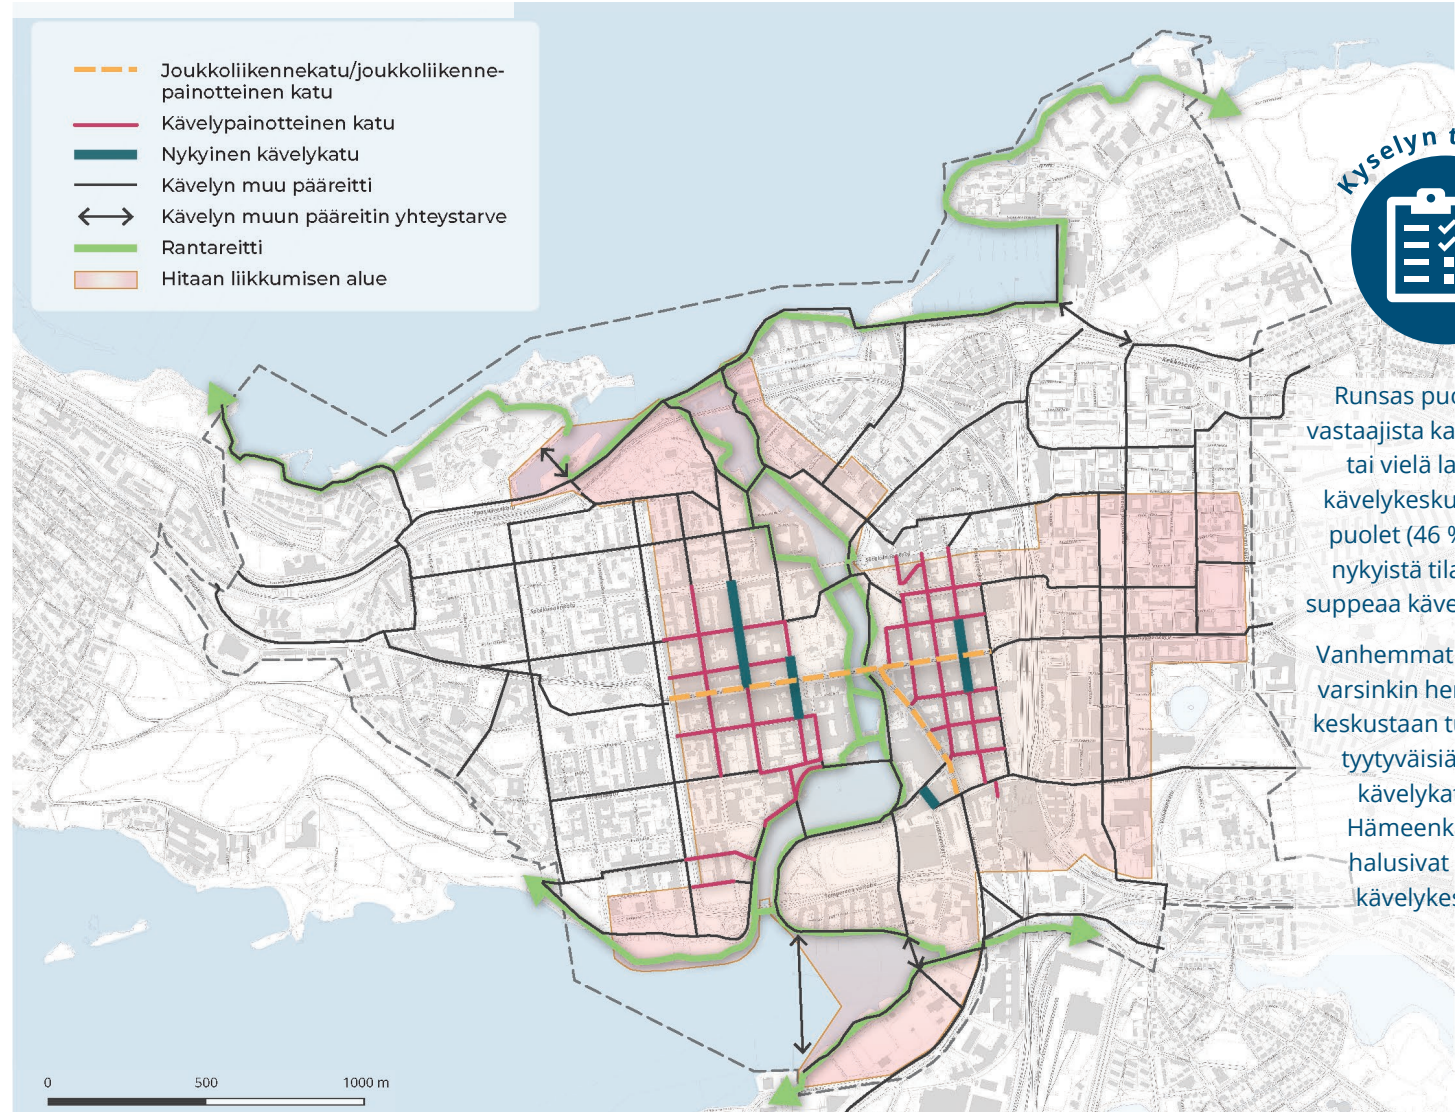 Joukkoliikennekatu/joukkoliikenne-
painotteinen katu
Kävelypainotteinen katu
Nykyinen kävelykatu
Kävelyn muu pääreitti
Kävelyn muun pääreitin yhteystarve
Rantareitti
Hitaan liikkumisen alue
Kyselyn t
Runsas puo
vastaajista ka
tai vielä la
kävelykesku
puolet (46 %
nykyistä tila
suppeaa käve
Vanhemmat
varsinkin her
keskustaan tu
tyytyväisiä
kävelykat
Hämeenk
halusivat
kävelykes
0 500 1000 m